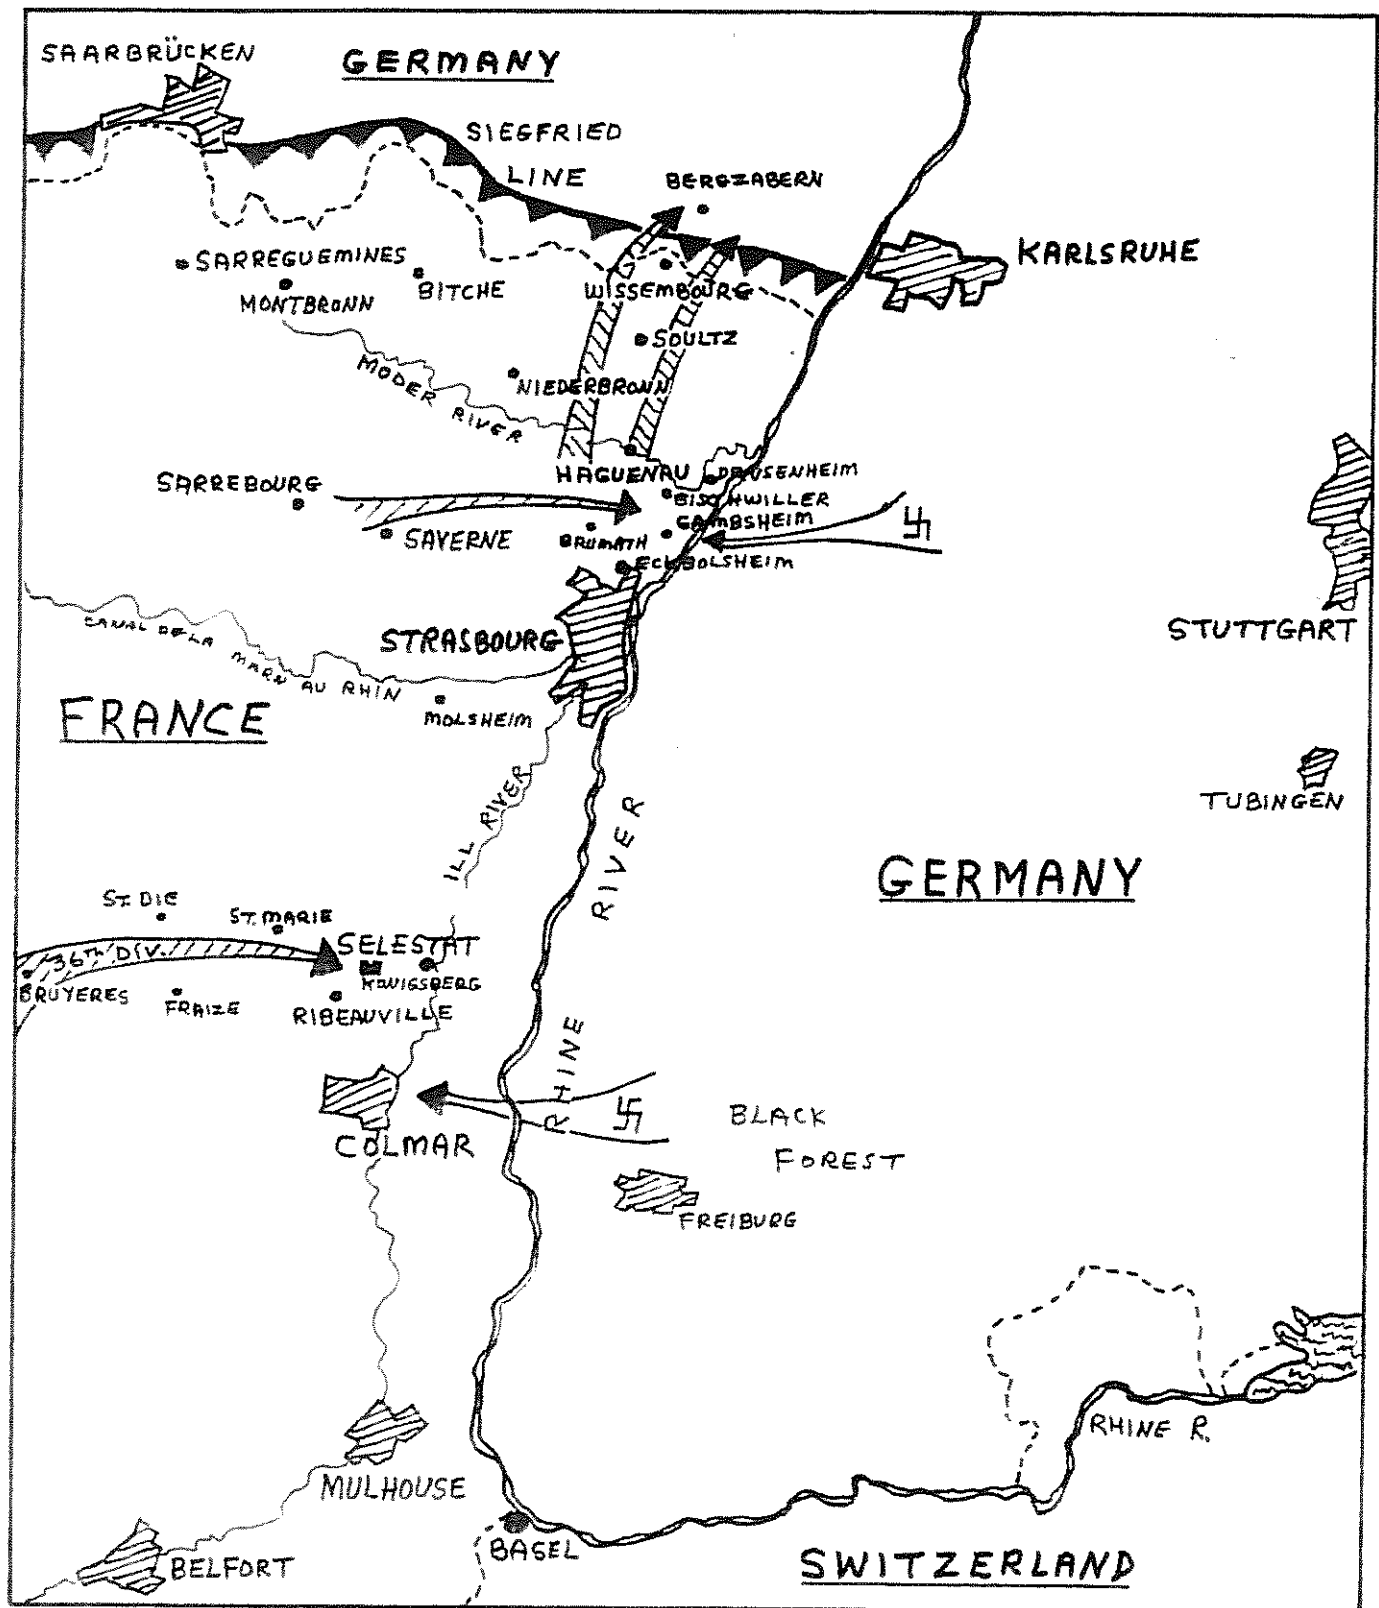 SAARBRÜCKEN
GERMANY
SIEGFRIED
LINE
BERGZABERN
KARLSRUHE
SARREGUEMINES
MONTBRONN
BITCHE
WISSEMBOURG
SOULTZ
NIEDERBRONN
MODER RIVER
HAGUENAU
DRUSENHEIM
SARREBOURG
BISCHWILLER
GAMBSHEIM
SAVERNE
BRUMATH
ECKBOLSHEIM
STRASBOURG
STUTTGART
CANAL DE LA MARN AU RHIN
FRANCE
MOLSHEIM
ILL RIVER
TUBINGEN
RHINE RIVER
GERMANY
ST. DIE
ST. MARIE
SELESTAT
36TH DIV.
KONIGSBERG
BRUYERES
FRAIZE
RIBEAUVILLE
COLMAR
BLACK
FOREST
FREIBURG
RHINE R.
MULHOUSE
BASEL
BELFORT
SWITZERLAND